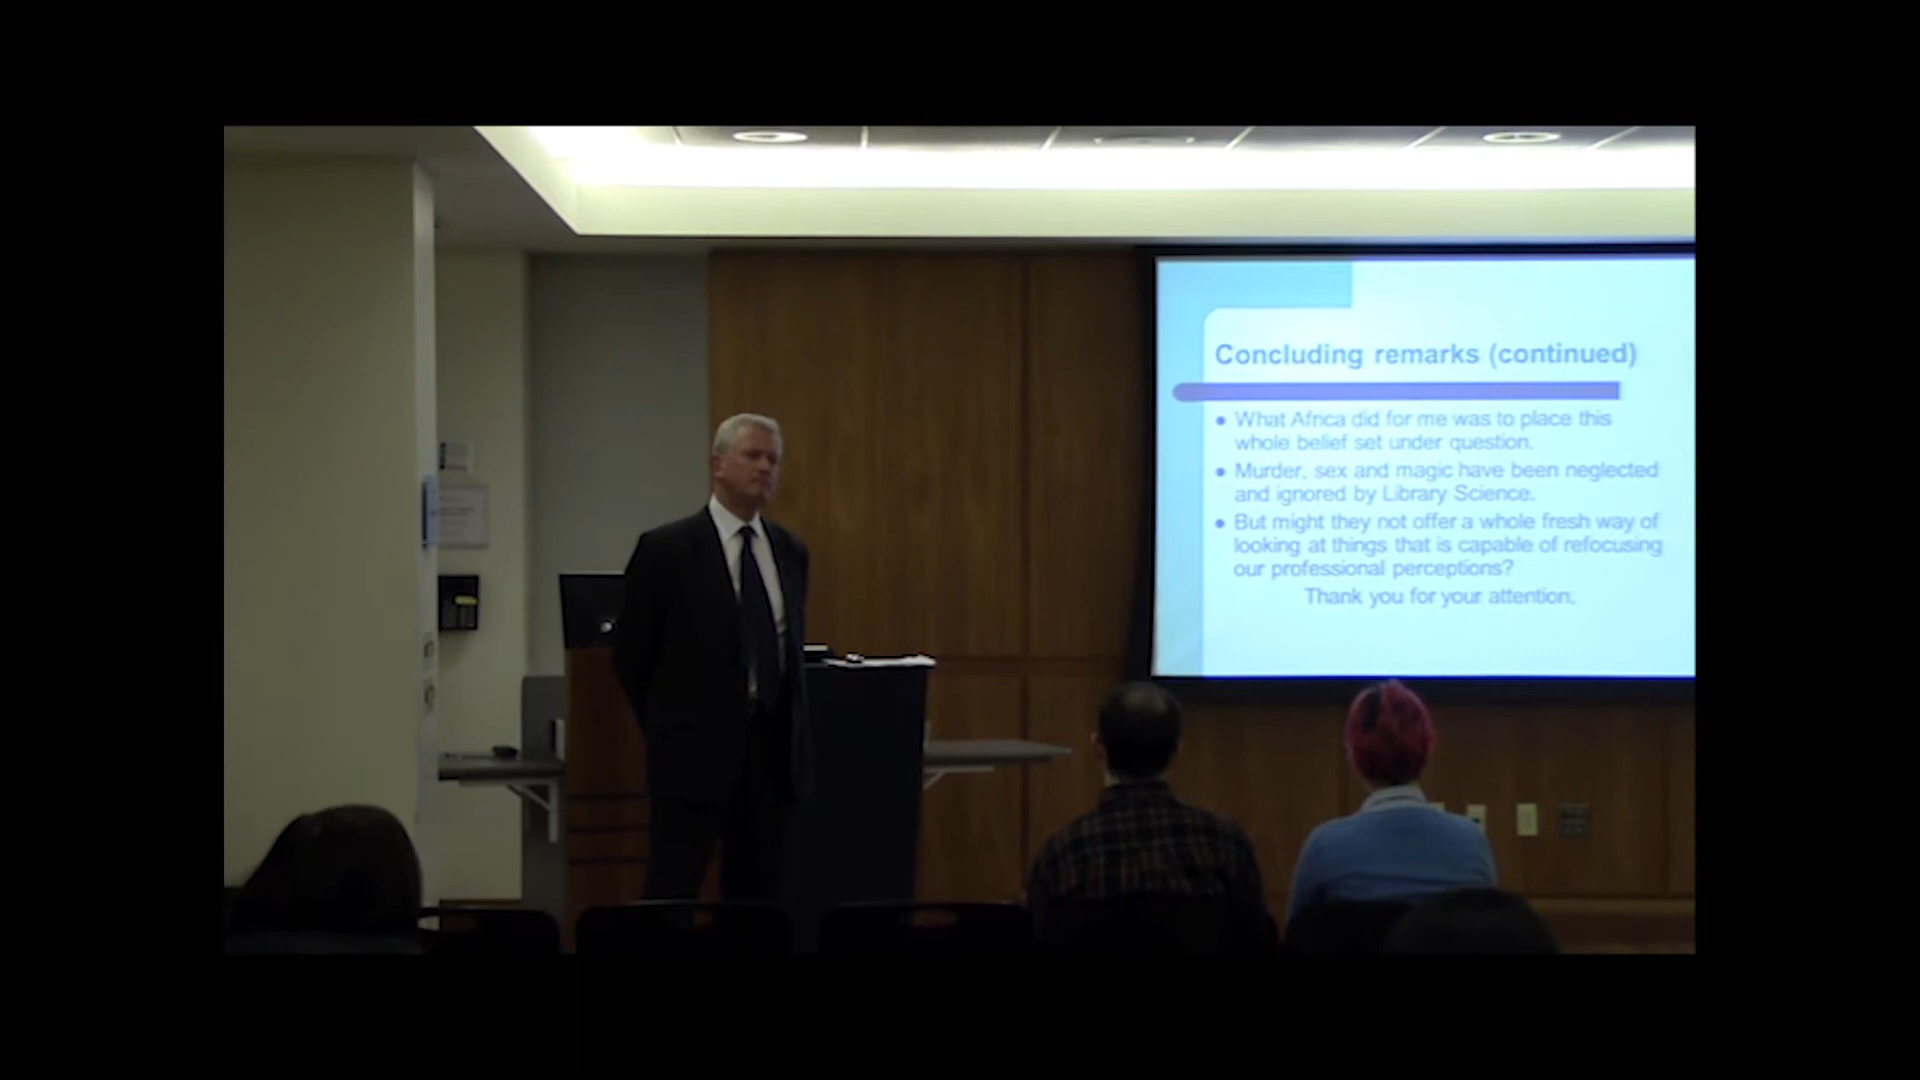 Concluding remarks (continued)
• What Africa did for me was to place this
whole belief set under question.
• Murder, sex and magic have been neglected
and ignored by Library Science.
• But might they not offer a whole fresh way of
looking at things that is capable of refocusing
our professional perceptions?
Thank you for your attention.